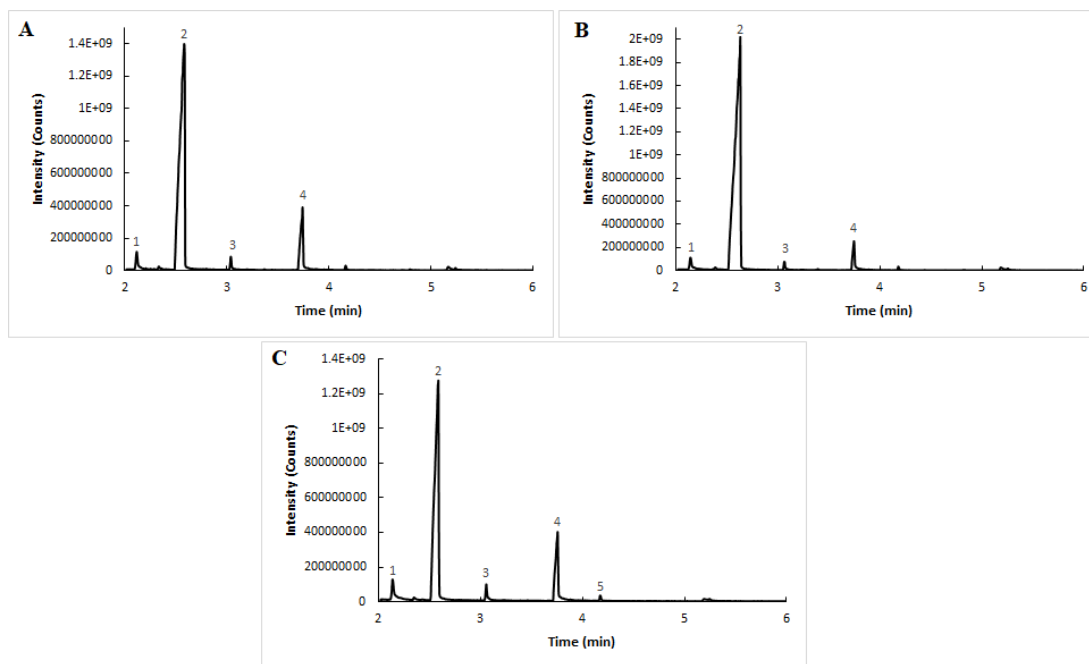 A
Intensity (Counts)
1.4E+09
1.2E+09
1E+09
800000000
600000000
400000000
200000000
0
1
2
3
4
2 3 4 5 6
Time (min)
B
Intensity (Counts)
2E+09
1.8E+09
1.6E+09
1.4E+09
1.2E+09
1E+09
800000000
600000000
400000000
200000000
0
1
2
3
4
2 3 4 5 6
Time (min)
C
Intensity (Counts)
1.4E+09
1.2E+09
1E+09
800000000
600000000
400000000
200000000
0
1
2
3
4
5
2 3 4 5 6
Time (min)